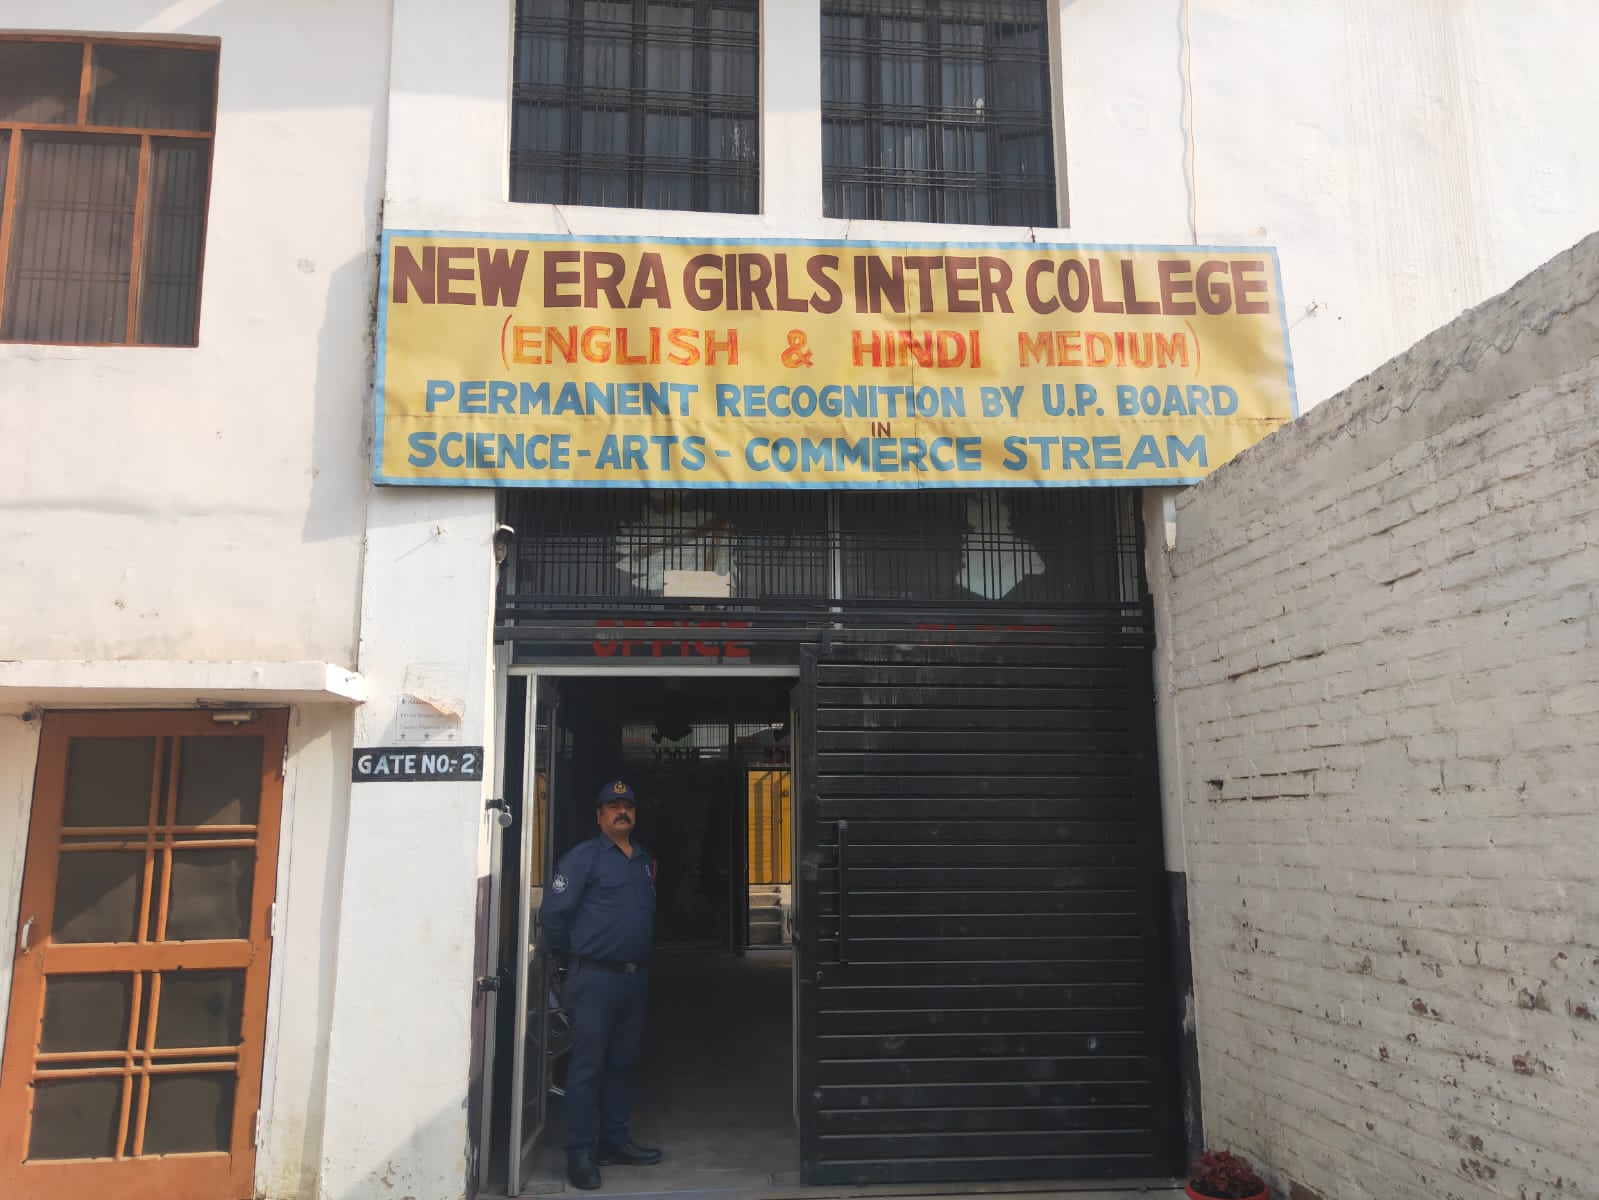 NEW ERA GIRLS INTER COLLEGE
(ENGLISH & HINDI MEDIUM)
PERMANENT RECOGNITION BY U.P. BOARD
IN
SCIENCE - ARTS - COMMERCE STREAM
OFFICE
GATE NO:- 2